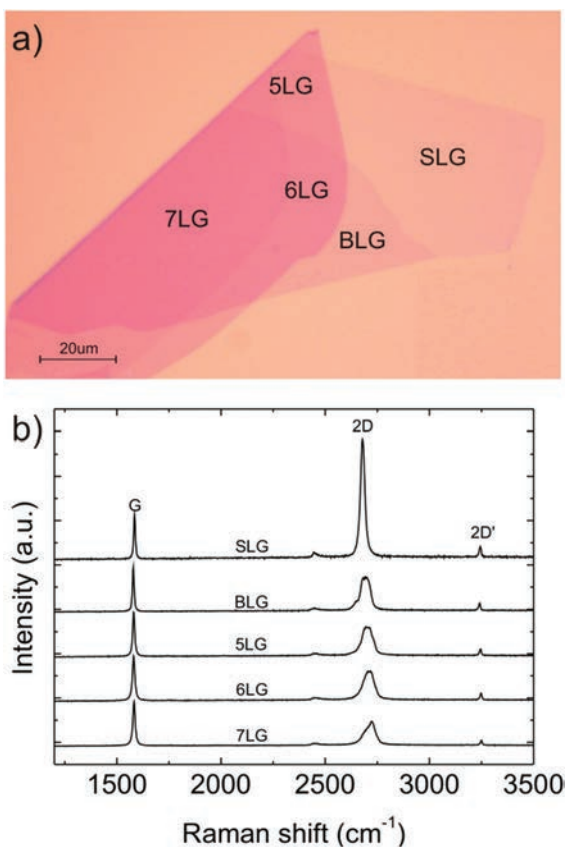 a)
5LG
SLG
6LG
7LG
BLG
20um
b)
2D
G
2D'
SLG
BLG
5LG
6LG
7LG
Intensity (a.u.)
1500 2000 2500 3000 3500
Raman shift (cm⁻¹)